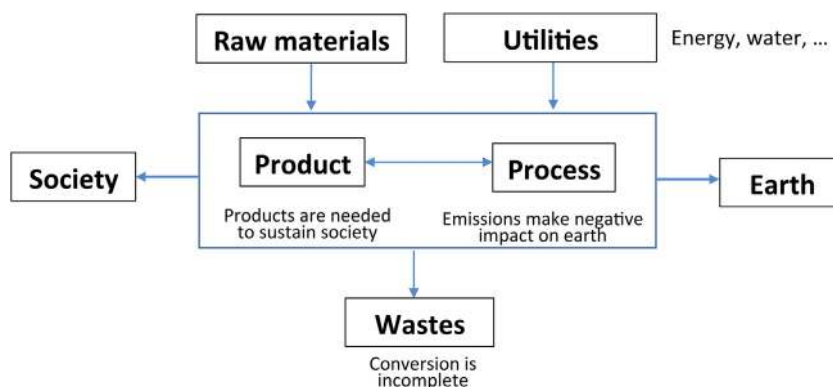 Raw materials
Utilities
Energy, water, ...
Society
Product
Process
Earth
Products are needed
to sustain society
Emissions make negative
impact on earth
Wastes
Conversion is
incomplete